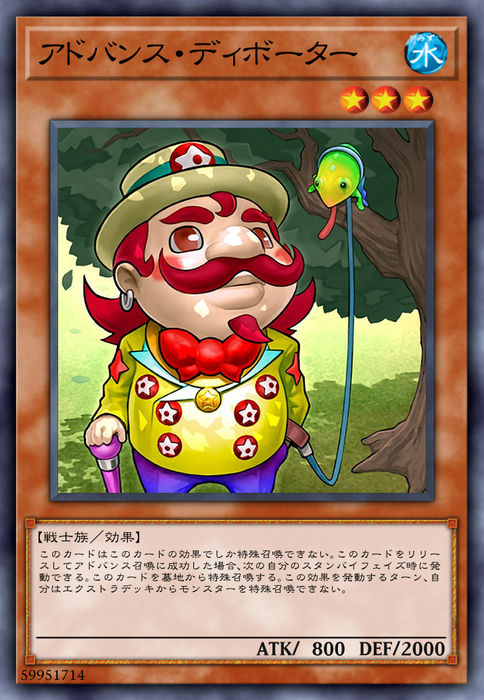 アドバンス・ディボーター
みず
水
【戦士族／効果】
このカードはこのカードの効果でしか特殊召喚できない。このカードをリリー
スしてアドバンス召喚に成功した場合、次の自分のスタンバイフェイズ時に発
動できる。このカードを墓地から特殊召喚する。この効果を発動するターン、自
分はエクストラデッキからモンスターを特殊召喚できない。
ATK/ 800 DEF/2000
59951714